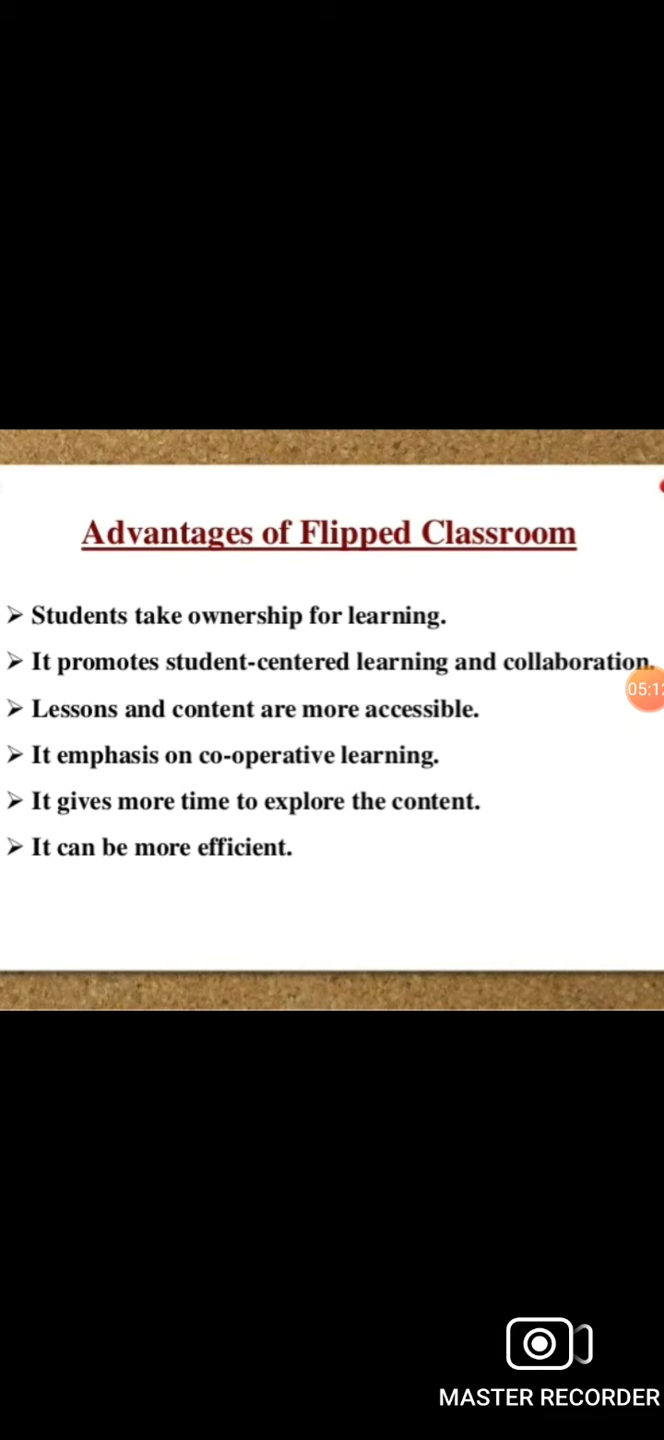 Advantages of Flipped Classroom
➢ Students take ownership for learning.
➢ It promotes student-centered learning and collaboration.
➢ Lessons and content are more accessible.
➢ It emphasis on co-operative learning.
➢ It gives more time to explore the content.
➢ It can be more efficient.
MASTER RECORDER